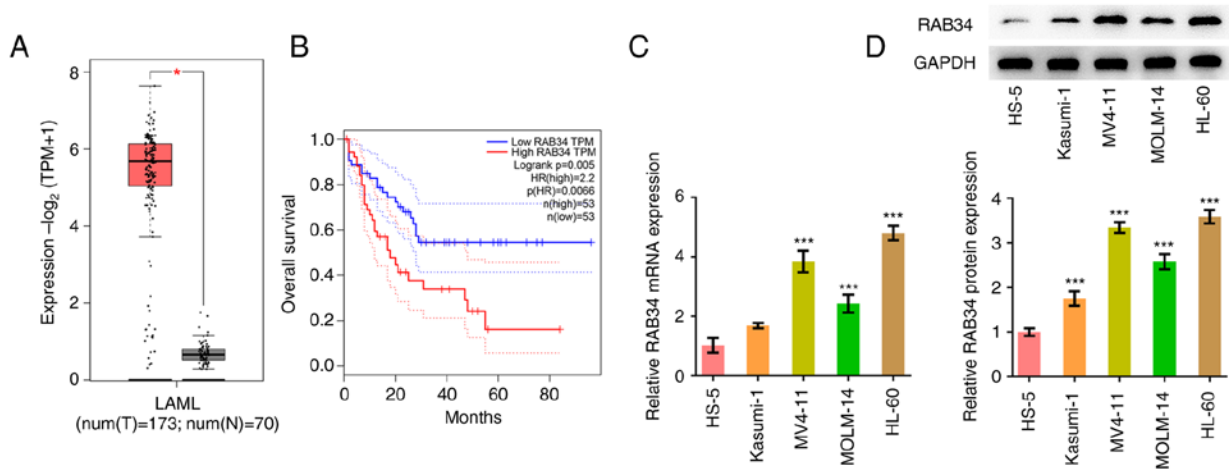 A
Expression –log2 (TPM+1)
8
6
4
2
0
*
LAML
(num(T)=173; num(N)=70)
B
Overall survival
1.0
0.8
0.6
0.4
0.2
0.0
0 20 40 60 80
Months
Low RAB34 TPM
High RAB34 TPM
Logrank p=0.005
HR(high)=2.2
p(HR)=0.0066
n(high)=53
n(low)=53
C
Relative RAB34 mRNA expression
6
4
2
0
***
***
***
HS-5
Kasumi-1
MV4-11
MOLM-14
HL-60
D
RAB34
GAPDH
HS-5
Kasumi-1
MV4-11
MOLM-14
HL-60
Relative RAB34 protein expression
4
3
2
1
0
***
***
***
***
HS-5
Kasumi-1
MV4-11
MOLM-14
HL-60